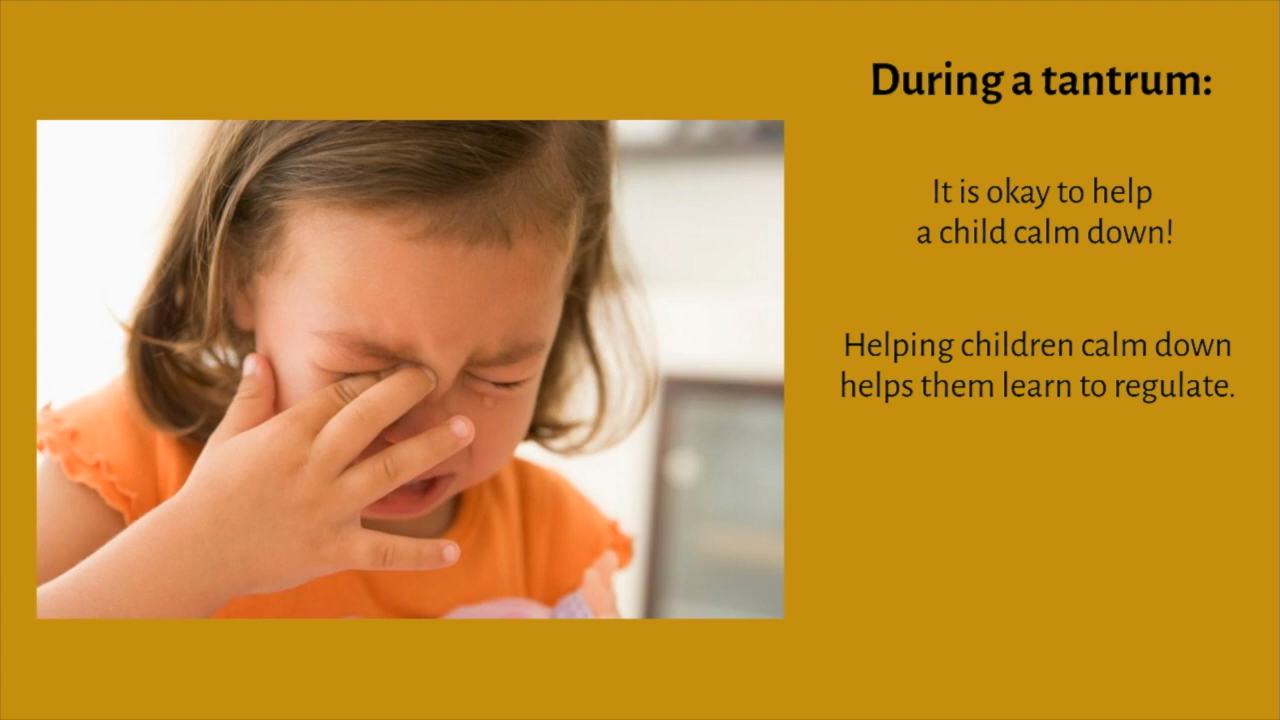 During a tantrum:
It is okay to help
a child calm down!
Helping children calm down
helps them learn to regulate.